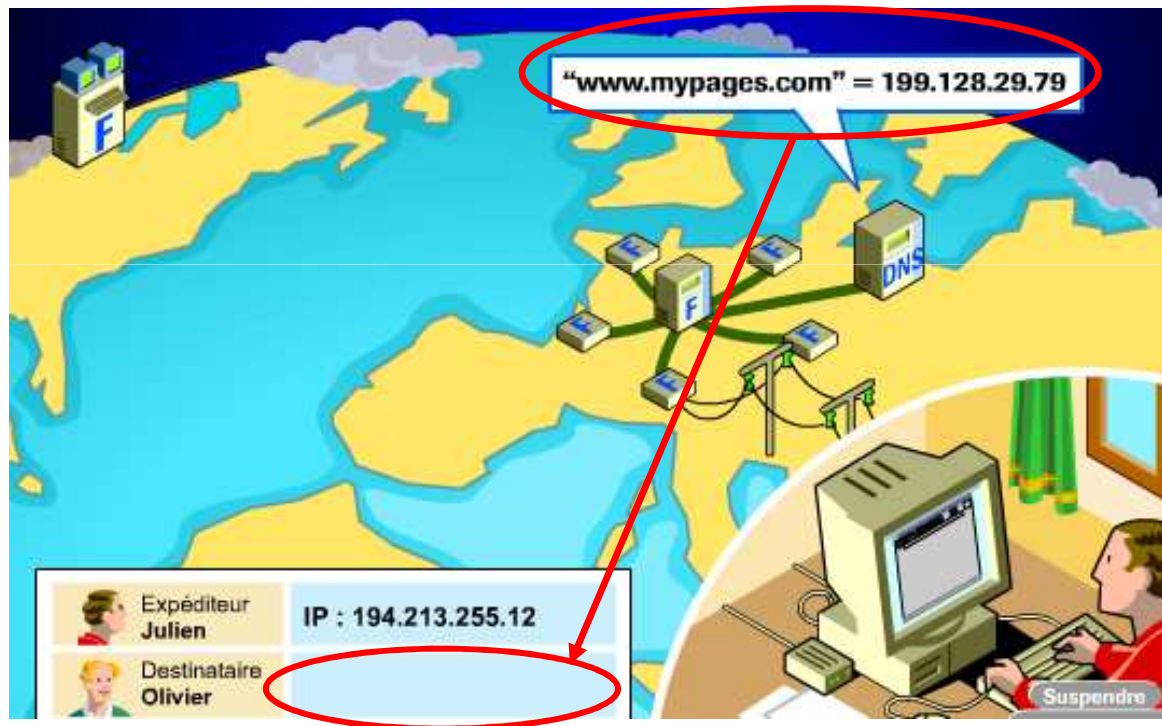 "www.mypages.com" = 199.128.29.79
F
F
F
DNS
F
F
F
F
Expéditeur
Julien
IP : 194.213.255.12
Destinataire
Olivier
Suspendre